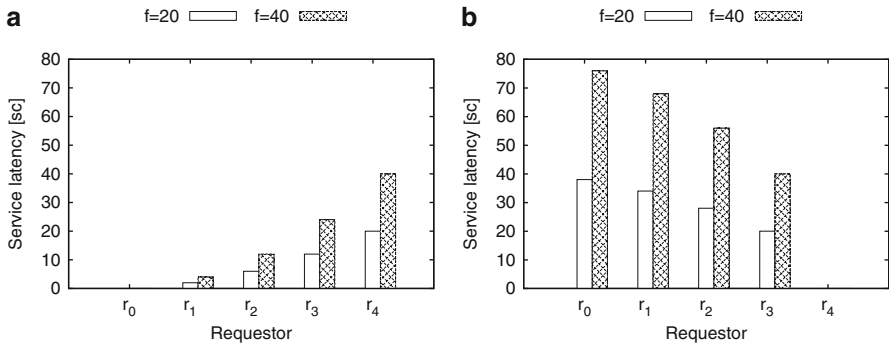 a
f=20 f=40
80
70
60
50
40
30
20
10
0
Service latency [sc]
r0 r1 r2 r3 r4
Requestor
b
f=20 f=40
80
70
60
50
40
30
20
10
0
Service latency [sc]
r0 r1 r2 r3 r4
Requestor